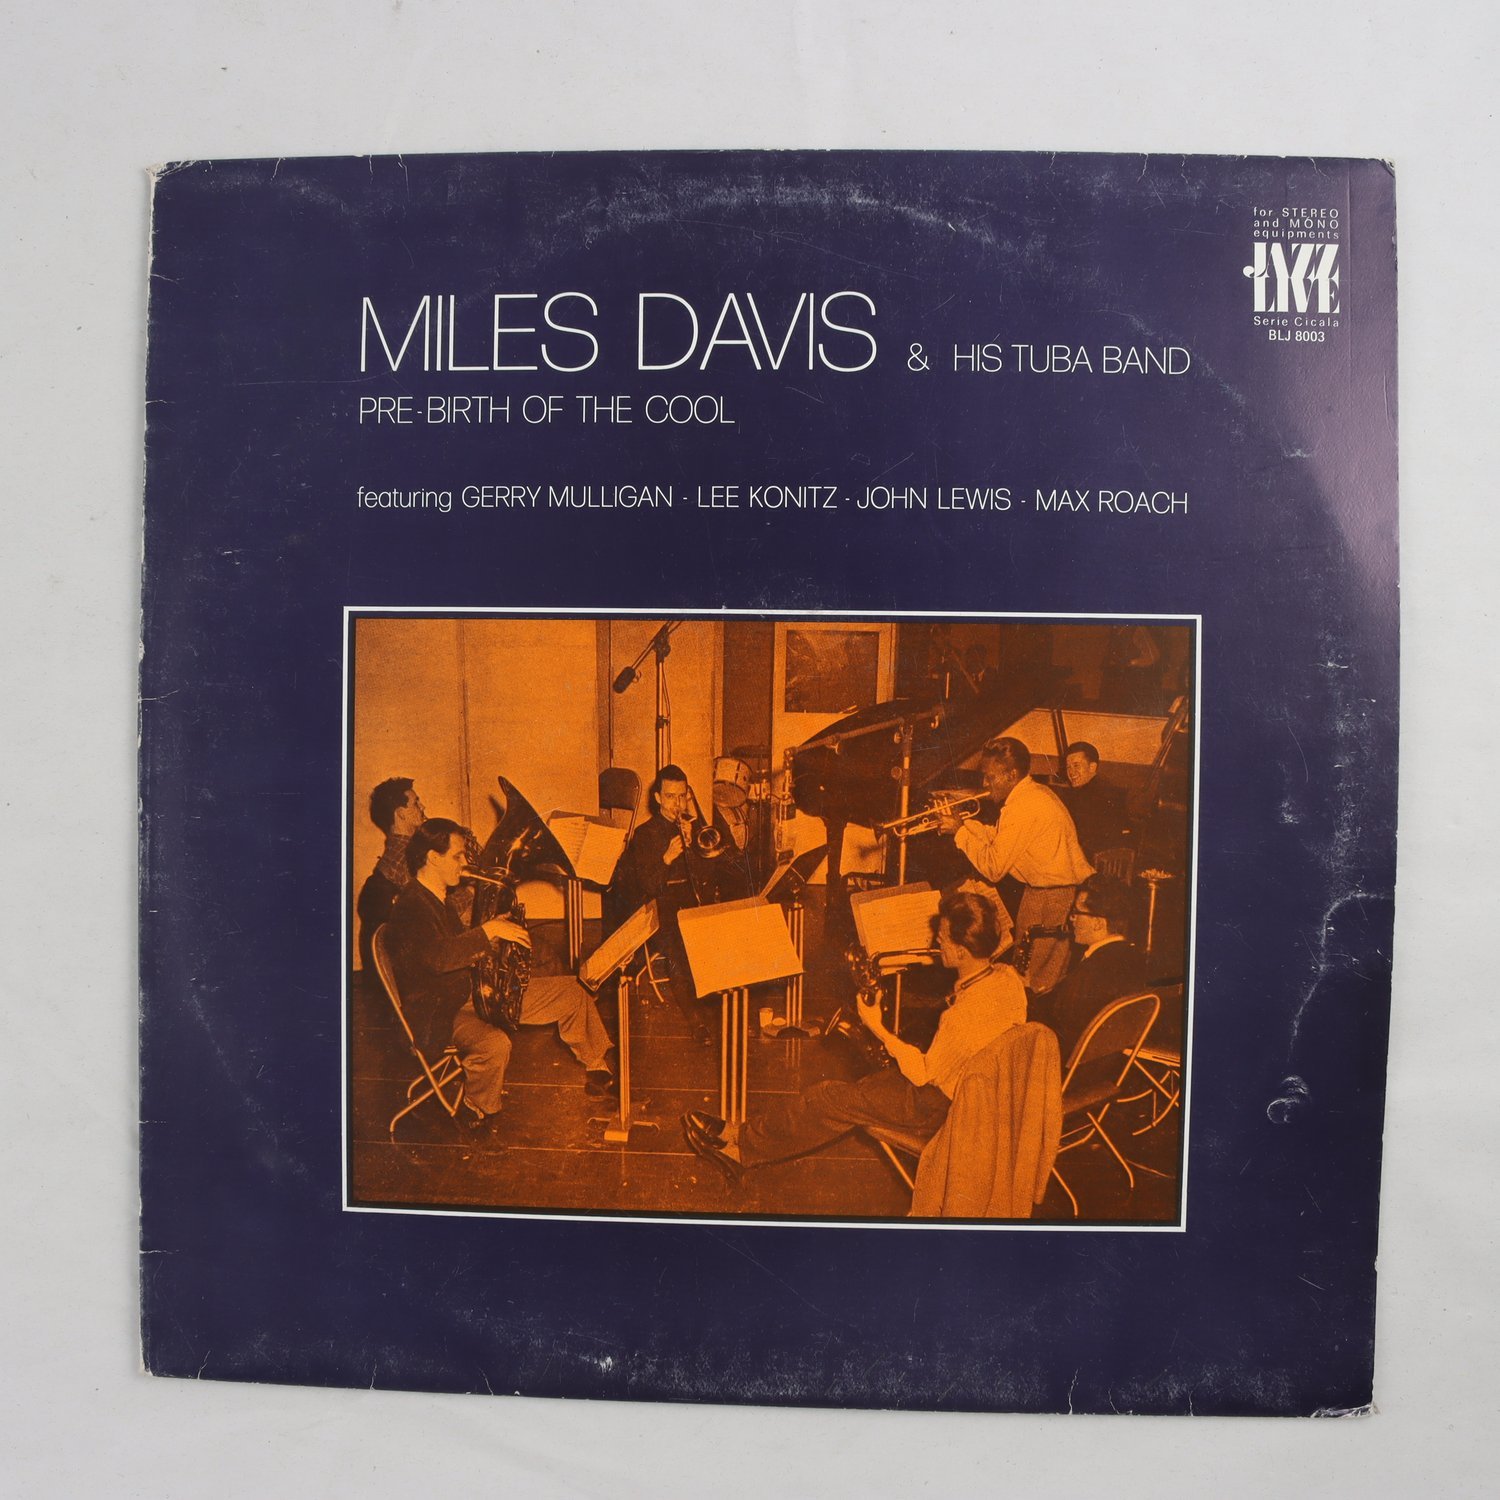 for STEREO
and MONO
equipments
JAZZ
LIVE
Serie Cicala
BLJ 8003
MILES DAVIS & HIS TUBA BAND
PRE-BIRTH OF THE COOL
featuring GERRY MULLIGAN - LEE KONITZ - JOHN LEWIS - MAX ROACH